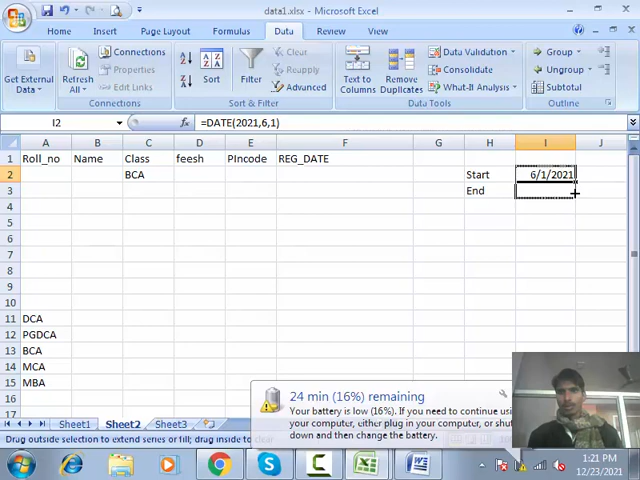 data1.xlsx - Microsoft Excel
Home Insert Page Layout Formulas Data Review View
Get External Data
Refresh All
Connections
Properties
Edit Links
Connections
Sort
Filter
Clear
Reapply
Advanced
Sort & Filter
Text to Columns
Remove Duplicates
Data Validation
Consolidate
What-If Analysis
Data Tools
Group
Ungroup
Subtotal
Outline
I2 fx =DATE(2021,6,1)
A B C D E F G H I J
1 Roll_no Name Class feesh PIncode REG_DATE
2 BCA Start 6/1/2021
3 End
4
5
6
7
8
9
10
11 DCA
12 PGDCA
13 BCA
14 MCA
15 MBA
16
17
24 min (16%) remaining
Your battery is low (16%). If you need to continue usi
your computer, either plug in your computer, or shut
down and then change the battery.
Sheet1 Sheet2 Sheet3
Drag outside selection to extend series or fill; drag inside to clear
1:21 PM
12/23/2021